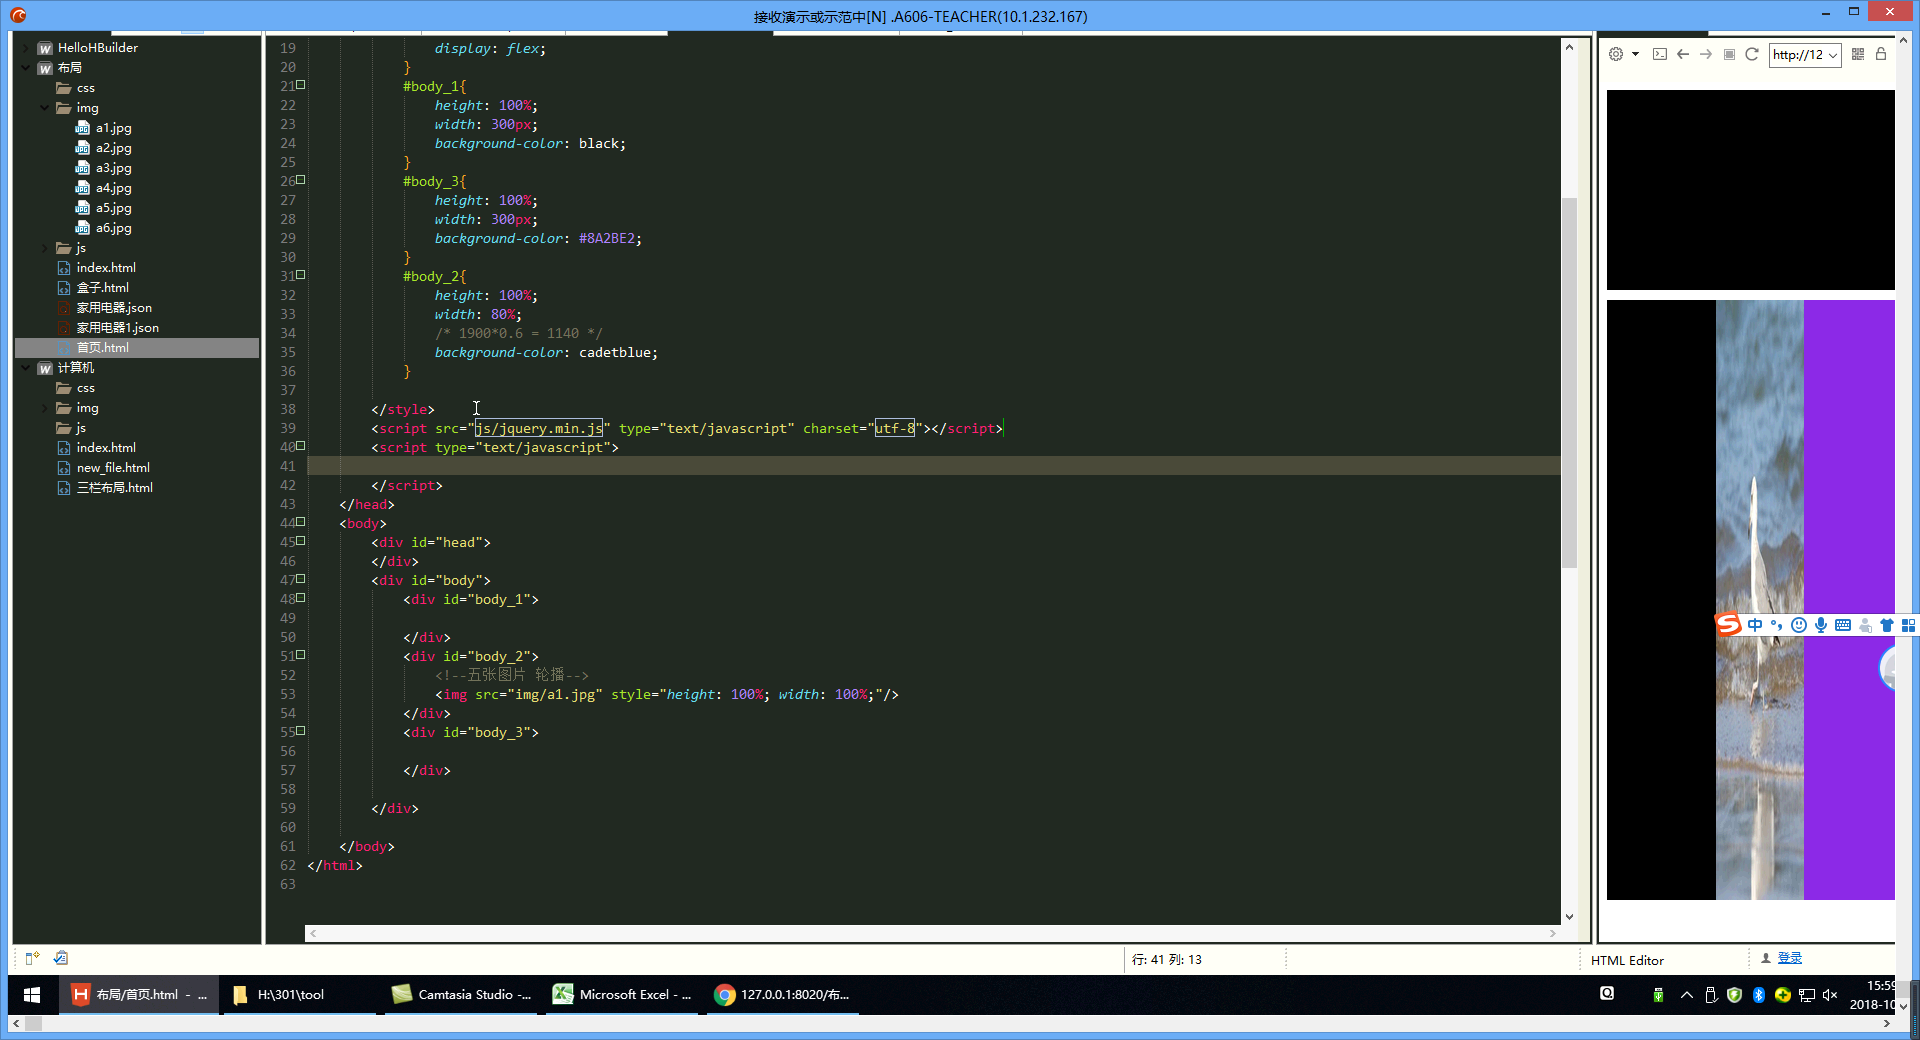 接收演示或示范中[N] .A606-TEACHER(10.1.232.167)
HelloHBuilder
布局
css
img
a1.jpg
a2.jpg
a3.jpg
a4.jpg
a5.jpg
a6.jpg
js
index.html
盒子.html
家用电器.json
家用电器1.json
首页.html
计算机
css
img
js
index.html
new_file.html
三栏布局.html
19 display: flex;
20 }
21 #body_1{
22 height: 100%;
23 width: 300px;
24 background-color: black;
25 }
26 #body_3{
27 height: 100%;
28 width: 300px;
29 background-color: #8A2BE2;
30 }
31 #body_2{
32 height: 100%;
33 width: 80%;
34 /* 1900*0.6 = 1140 */
35 background-color: cadetblue;
36 }
37
38 </style>
39 <script src="js/jquery.min.js" type="text/javascript" charset="utf-8"></script>
40 <script type="text/javascript">
41
42 </script>
43 </head>
44 <body>
45 <div id="head">
46 </div>
47 <div id="body">
48 <div id="body_1">
49
50 </div>
51 <div id="body_2">
52 <!--五张图片 轮播-->
53 <img src="img/a1.jpg" style="height: 100%; width: 100%;"/>
54 </div>
55 <div id="body_3">
56
57 </div>
58
59 </div>
60
61 </body>
62 </html>
63
http://12
中
行: 41 列: 13
HTML Editor
登录
布局/首页.html - ...
H:\301\tool
Camtasia Studio -...
Microsoft Excel - ...
127.0.0.1:8020/布...
15:59
2018-10